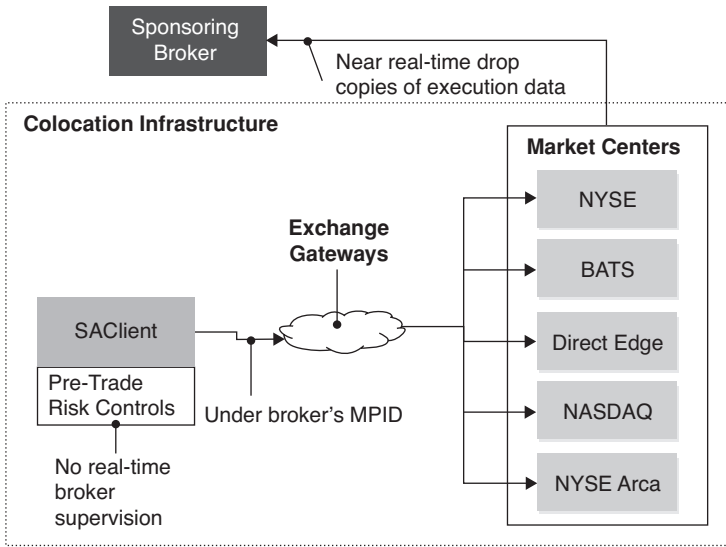 Sponsoring
Broker
Near real-time drop
copies of execution data
Colocation Infrastructure
Market Centers
NYSE
Exchange
Gateways
BATS
SAClient
Direct Edge
Pre-Trade
Risk Controls
Under broker's MPID
NASDAQ
No real-time
broker
supervision
NYSE Arca